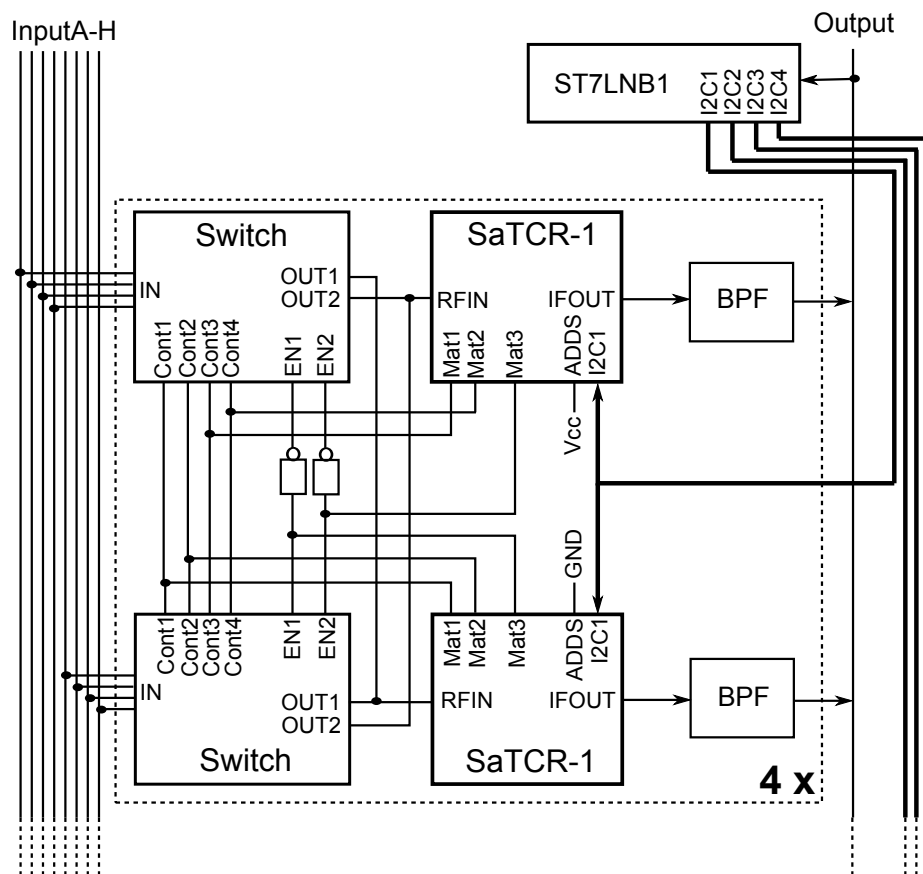 InputA-H
Output
ST7LNB1
I2C1
I2C2
I2C3
I2C4
Switch
IN
OUT1
OUT2
Cont1
Cont2
Cont3
Cont4
EN1
EN2
SaTCR-1
RFIN
IFOUT
Mat1
Mat2
Mat3
ADDS
I2C1
BPF
Vcc
GND
Cont1
Cont2
Cont3
Cont4
EN1
EN2
IN
OUT1
OUT2
Switch
Mat1
Mat2
Mat3
ADDS
I2C1
RFIN
IFOUT
SaTCR-1
BPF
4 x